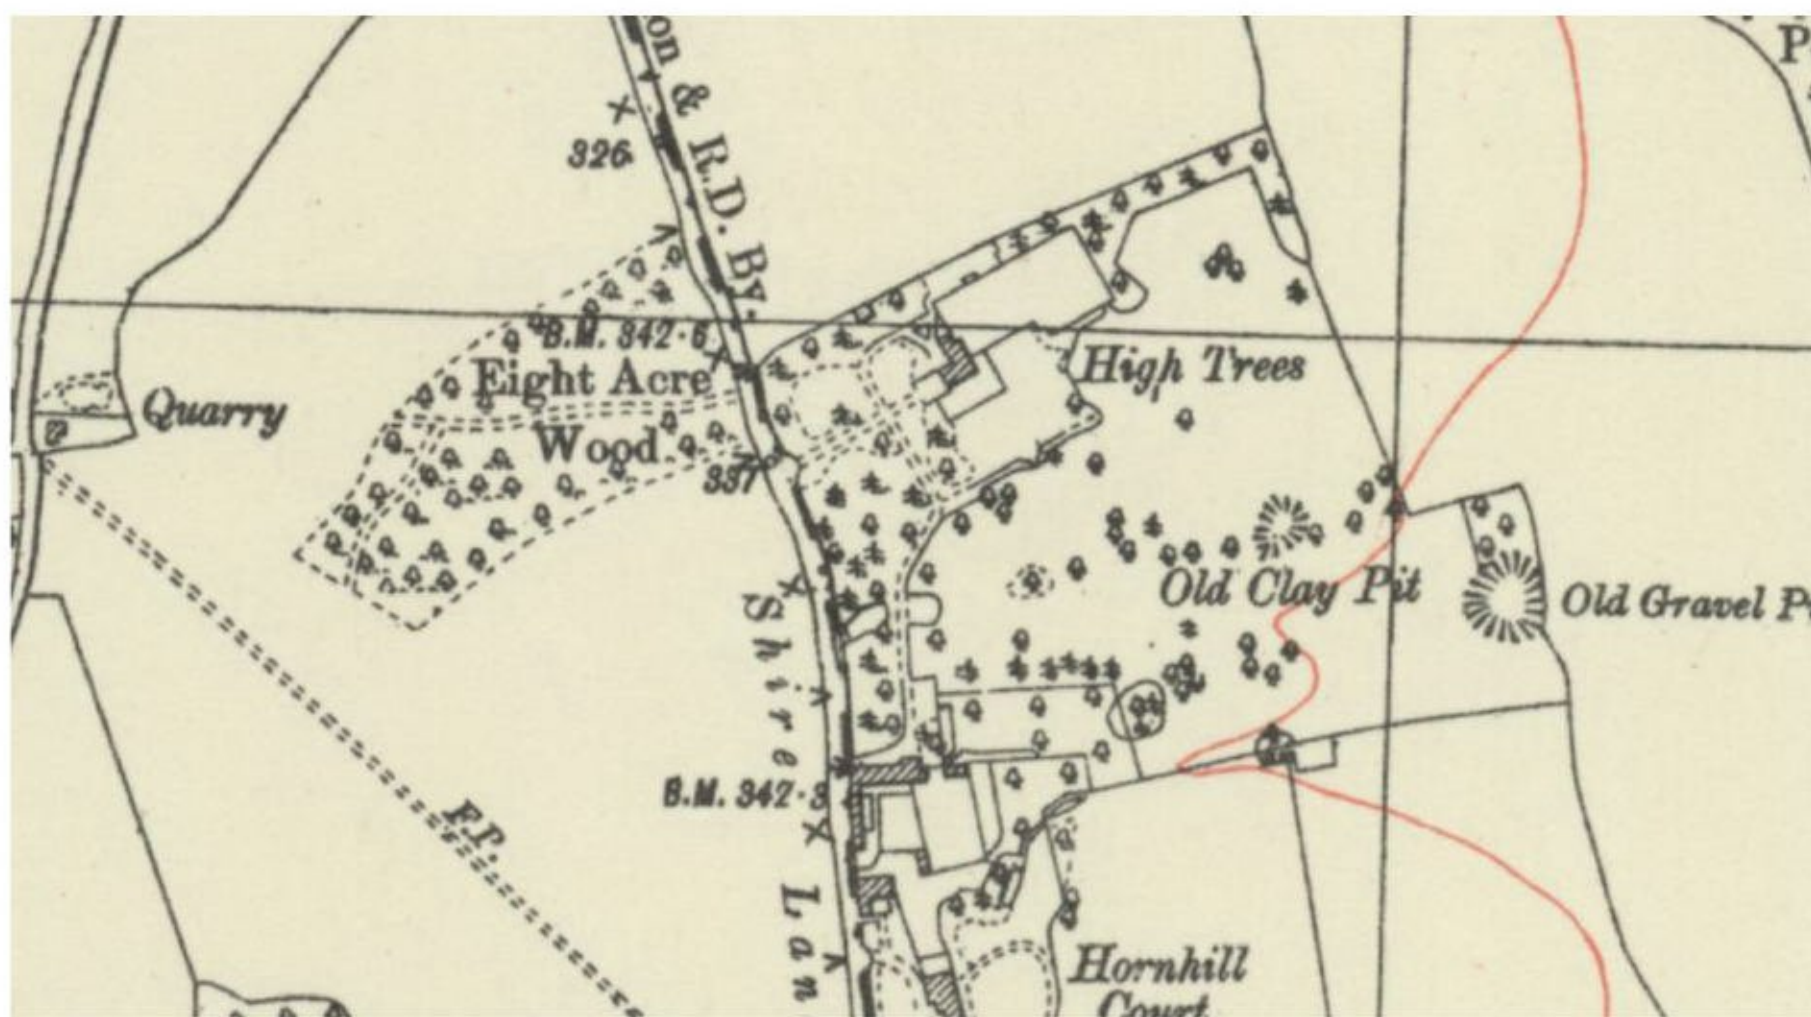 on & R.D. By.
P
326
B.M. 342·6
Eight Acre
Wood
337
High Trees
Quarry
Old Clay Pit
Old Gravel P
Shire Lan
B.M. 347·3
F.P.
Hornhill
Court